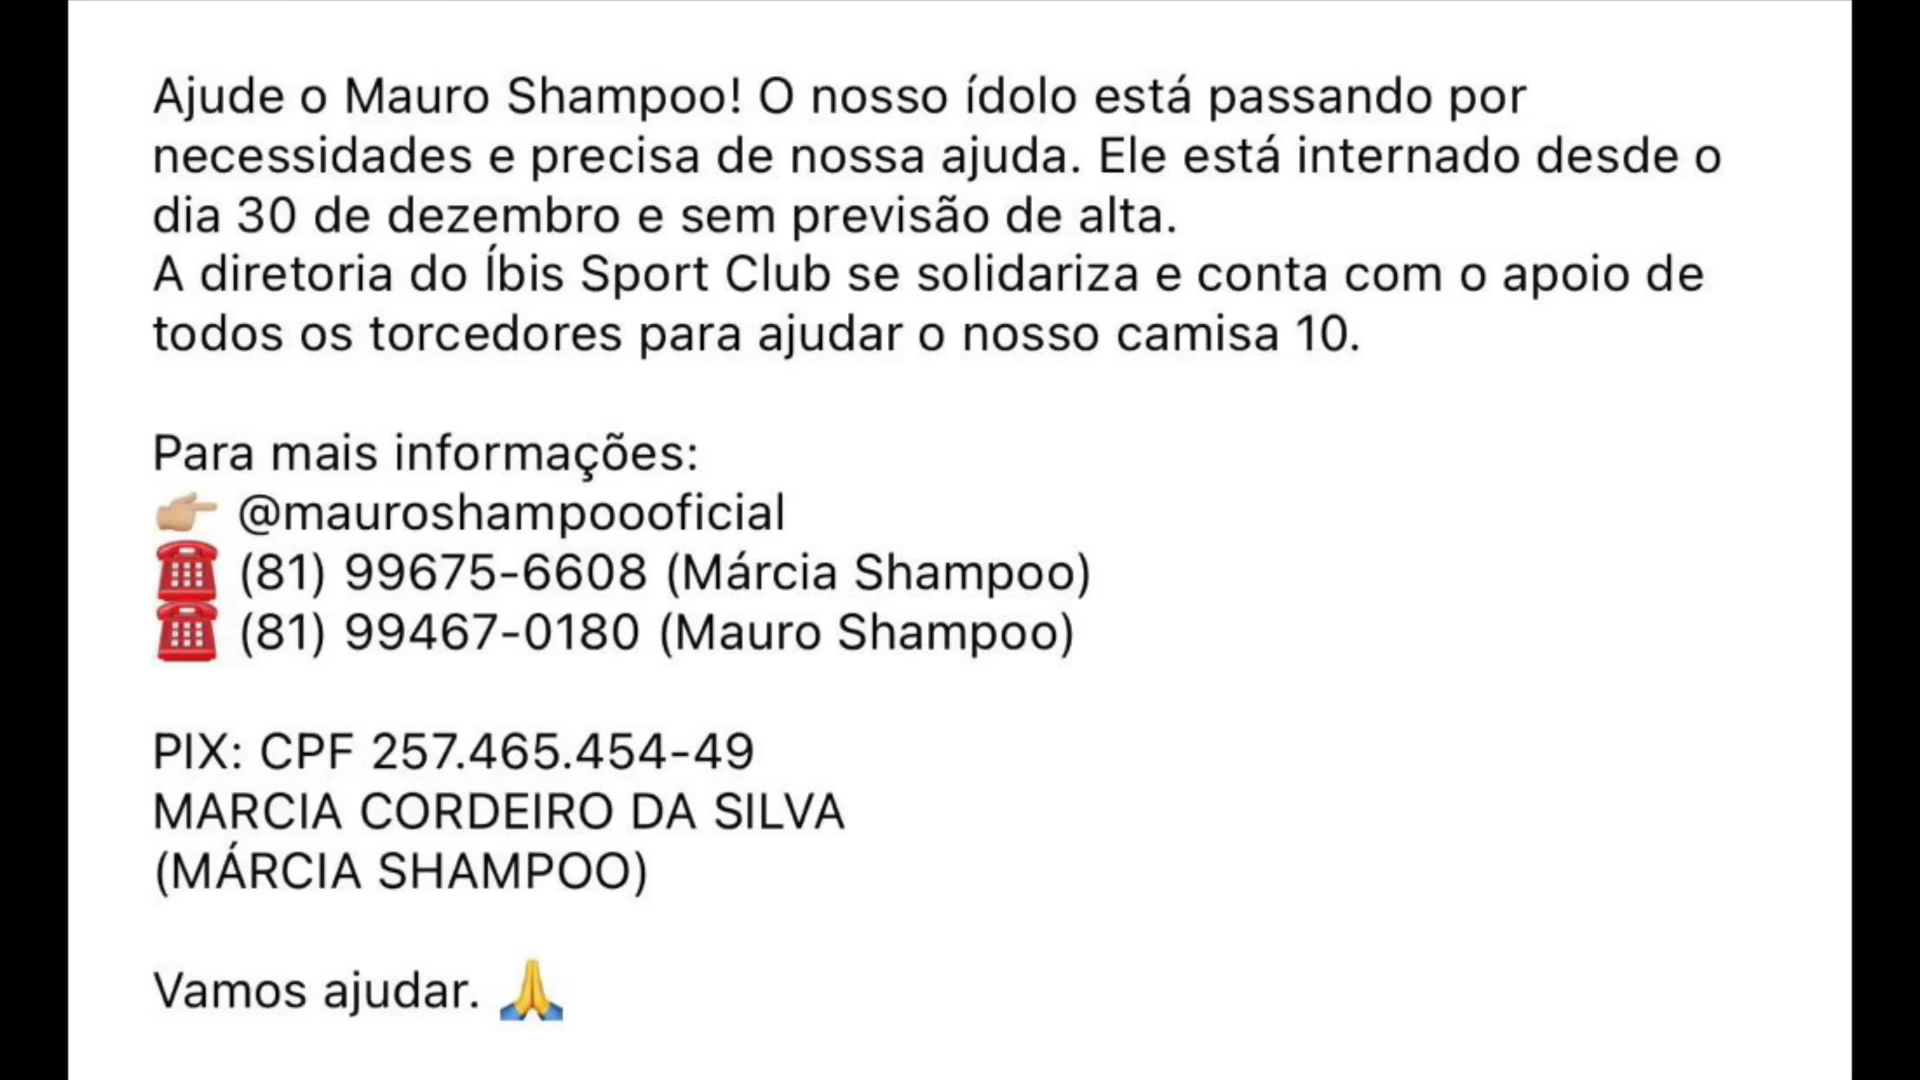 Ajude o Mauro Shampoo! O nosso ídolo está passando por
necessidades e precisa de nossa ajuda. Ele está internado desde o
dia 30 de dezembro e sem previsão de alta.
A diretoria do Íbis Sport Club se solidariza e conta com o apoio de
todos os torcedores para ajudar o nosso camisa 10.
Para mais informações:
👉🏼 @mauroshampoooficial
☎️ (81) 99675-6608 (Márcia Shampoo)
☎️ (81) 99467-0180 (Mauro Shampoo)
PIX: CPF 257.465.454-49
MARCIA CORDEIRO DA SILVA
(MÁRCIA SHAMPOO)
Vamos ajudar. 🙏